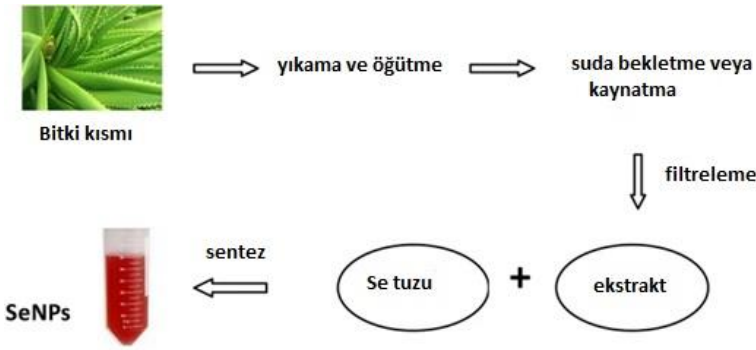 Bitki kısmı
yıkama ve öğütme
suda bekletme veya
kaynatma
filtreleme
ekstrakt
+
Se tuzu
sentez
SeNPs